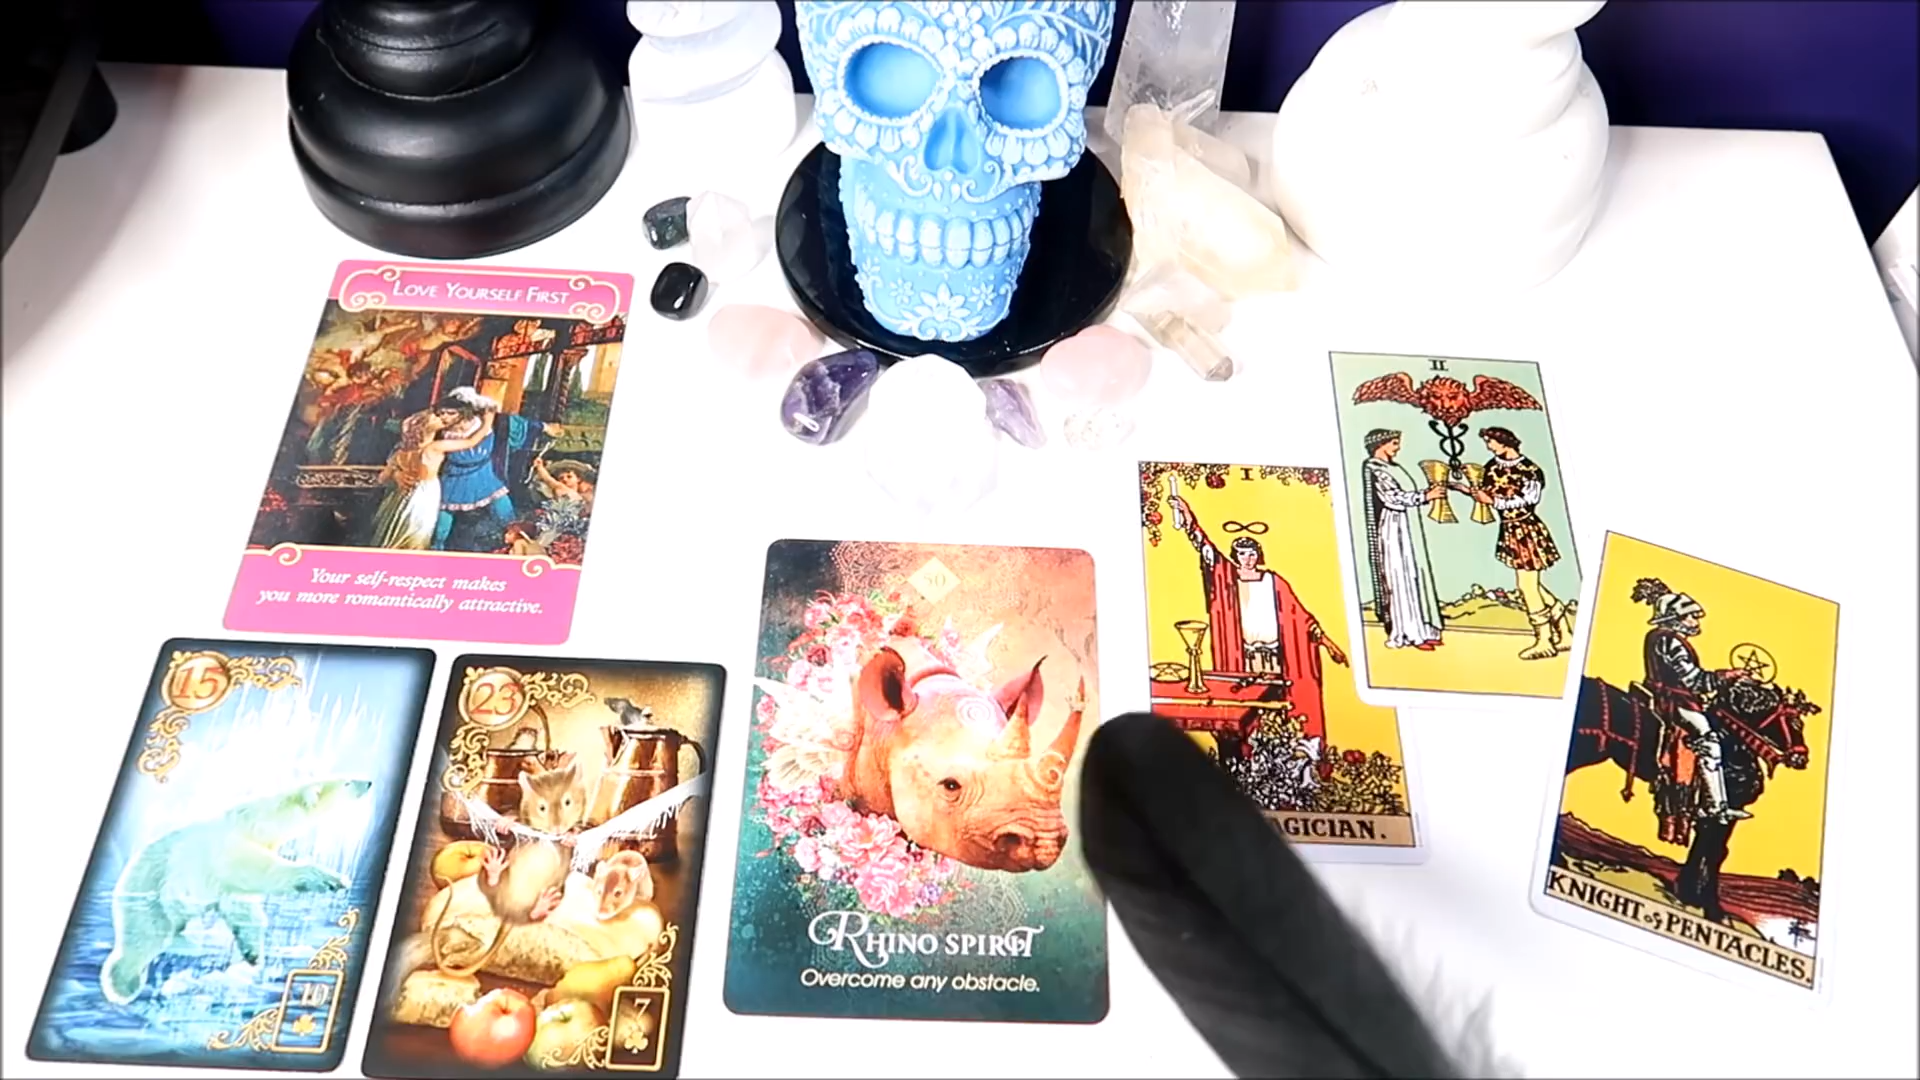 LOVE YOURSELF FIRST
Your self-respect makes
you more romantically attractive.
15
10
23
7
50
RHINO SPIRIT
Overcome any obstacle.
I
AGICIAN.
II
KNIGHT of PENTACLES.